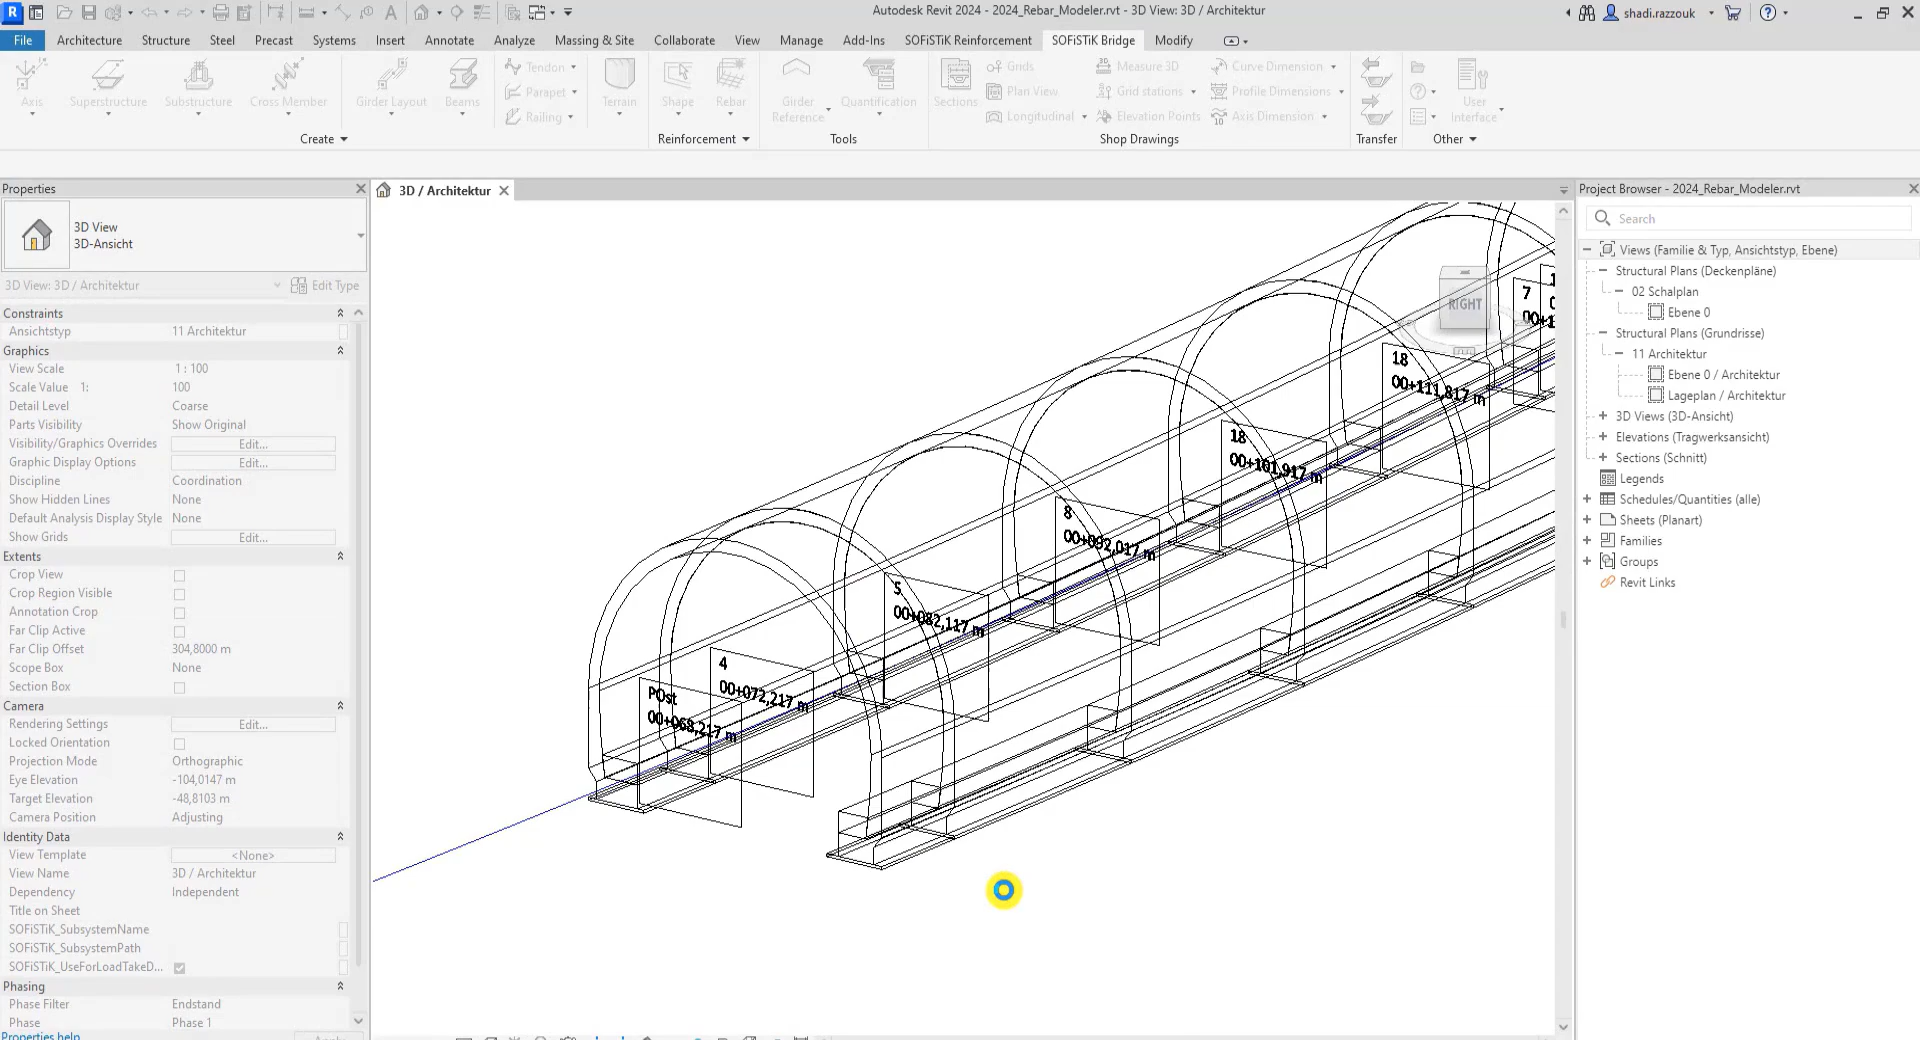 Autodesk Revit 2024 - 2024_Rebar_Modeler.rvt - 3D View: 3D / Architektur
shadi.razzouk
File Architecture Structure Steel Precast Systems Insert Annotate Analyze Massing & Site Collaborate View Manage Add-Ins SOFiSTiK Reinforcement SOFiSTiK Bridge Modify
Axis
Superstructure
Substructure
Cross Member
Girder Layout
Beams
Tendon
Parapet
Railing
Terrain
Shape
Rebar
Girder
Reference
Quantification
Sections
Grids
Plan View
Longitudinal
Measure 3D
Grid stations
Elevation Points
Curve Dimension
Profile Dimensions
Axis Dimension
User
Interface
Create
Reinforcement
Tools
Shop Drawings
Transfer
Other
Properties
3D View
3D-Ansicht
3D View: 3D / Architektur
Edit Type
Constraints
Ansichtstyp 11 Architektur
Graphics
View Scale 1 : 100
Scale Value 1: 100
Detail Level Coarse
Parts Visibility Show Original
Visibility/Graphics Overrides Edit...
Graphic Display Options Edit...
Discipline Coordination
Show Hidden Lines None
Default Analysis Display Style None
Show Grids Edit...
Extents
Crop View
Crop Region Visible
Annotation Crop
Far Clip Active
Far Clip Offset 304,8000 m
Scope Box None
Section Box
Camera
Rendering Settings Edit...
Locked Orientation
Projection Mode Orthographic
Eye Elevation -104,0147 m
Target Elevation -48,8103 m
Camera Position Adjusting
Identity Data
View Template <None>
View Name 3D / Architektur
Dependency Independent
Title on Sheet
SOFiSTiK_SubsystemName
SOFiSTiK_SubsystemPath
SOFiSTiK_UseForLoadTakeD...
Phasing
Phase Filter Endstand
Phase Phase 1
Properties help
3D / Architektur
RIGHT
POst
00+068,217 m
4
00+072,217 m
5
00+082,117 m
8
00+092,017 m
18
00+101,917 m
18
00+111,817 m
7
Project Browser - 2024_Rebar_Modeler.rvt
Search
Views (Familie & Typ, Ansichtstyp, Ebene)
Structural Plans (Deckenpläne)
02 Schalplan
Ebene 0
Structural Plans (Grundrisse)
11 Architektur
Ebene 0 / Architektur
Lageplan / Architektur
3D Views (3D-Ansicht)
Elevations (Tragwerksansicht)
Sections (Schnitt)
Legends
Schedules/Quantities (alle)
Sheets (Planart)
Families
Groups
Revit Links